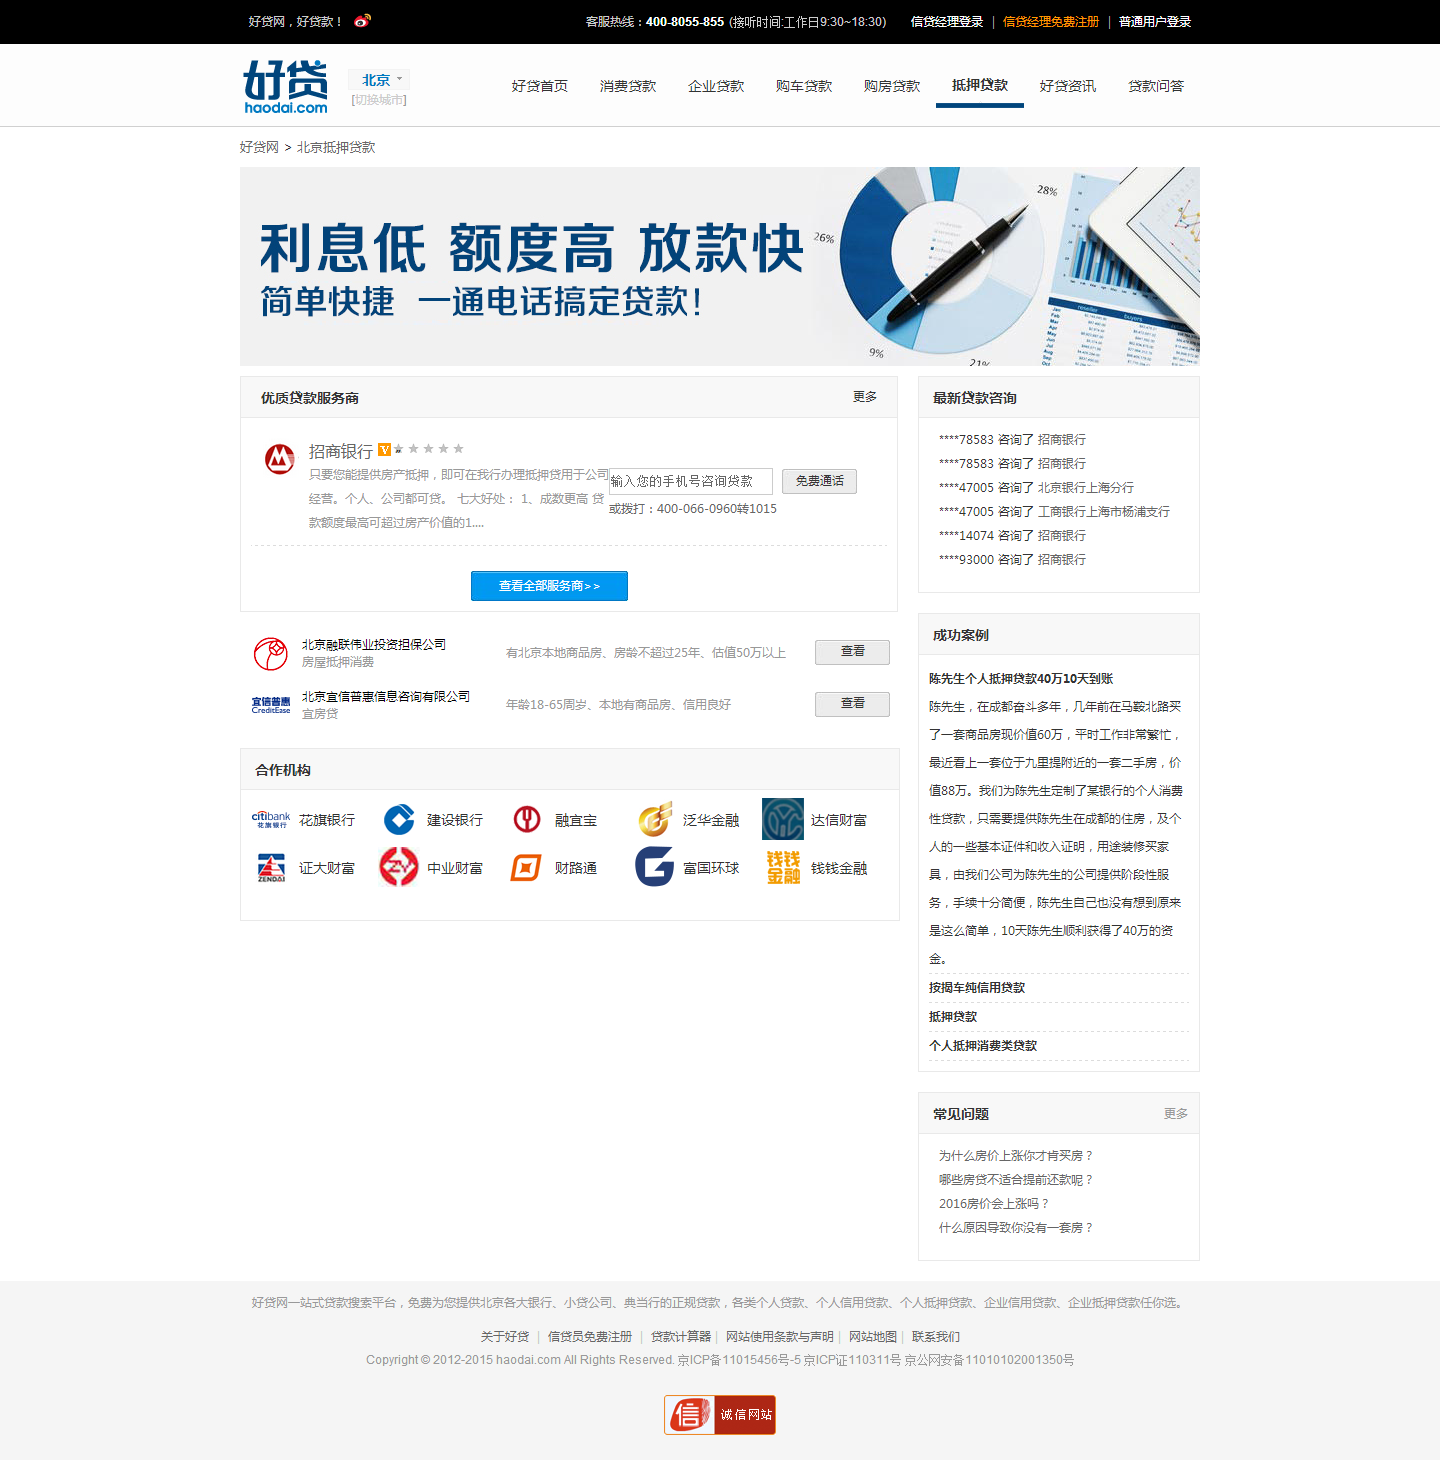 好贷网，好贷款！
客服热线：400-8055-855 (接听时间:工作日9:30~18:30)
信贷经理登录 | 信贷经理免费注册 | 普通用户登录
好贷
haodai.com
北京
[切换城市]
好贷首页 消费贷款 企业贷款 购车贷款 购房贷款 抵押贷款 好贷资讯 贷款问答
好贷网 > 北京抵押贷款
利息低 额度高 放款快
简单快捷 一通电话搞定贷款！
28%
26%
9%
21%
reseller
buyers
Jan
Feb
Mar
Apr
May
Jun
Jul
Aug
Sep
Oct
优质贷款服务商 更多
招商银行 V
只要您能提供房产抵押，即可在我行办理抵押贷用于公司
经营。个人、公司都可贷。 七大好处： 1、成数更高 贷
款额度最高可超过房产价值的1....
输入您的手机号咨询贷款 免费通话
或拨打：400-066-0960转1015
查看全部服务商>>
北京融联伟业投资担保公司
房屋抵押消费
有北京本地商品房、房龄不超过25年、估值50万以上
查看
宜信普惠
CreditEase
北京宜信普惠信息咨询有限公司
宜房贷
年龄18-65周岁、本地有商品房、信用良好
查看
合作机构
citibank
花旗银行
花旗银行 建设银行 融宜宝 泛华金融 达信财富
ZENDAI
证大财富 中业财富 财路通 富国环球
钱钱
金融
钱钱金融
最新贷款咨询
****78583 咨询了 招商银行
****78583 咨询了 招商银行
****47005 咨询了 北京银行上海分行
****47005 咨询了 工商银行上海市杨浦支行
****14074 咨询了 招商银行
****93000 咨询了 招商银行
成功案例
陈先生个人抵押贷款40万10天到账
陈先生，在成都奋斗多年，几年前在马鞍北路买
了一套商品房现价值60万，平时工作非常繁忙，
最近看上一套位于九里提附近的一套二手房，价
值88万。我们为陈先生定制了某银行的个人消费
性贷款，只需要提供陈先生在成都的住房，及个
人的一些基本证件和收入证明，用途装修买家
具，由我们公司为陈先生的公司提供阶段性服
务，手续十分简便，陈先生自己也没有想到原来
是这么简单，10天陈先生顺利获得了40万的资
金。
按揭车纯信用贷款
抵押贷款
个人抵押消费类贷款
常见问题 更多
为什么房价上涨你才肯买房？
哪些房贷不适合提前还款呢？
2016房价会上涨吗？
什么原因导致你没有一套房？
好贷网一站式贷款搜索平台，免费为您提供北京各大银行、小贷公司、典当行的正规贷款，各类个人贷款、个人信用贷款、个人抵押贷款、企业信用贷款、企业抵押贷款任你选。
关于好贷 | 信贷员免费注册 | 贷款计算器 | 网站使用条款与声明 | 网站地图 | 联系我们
Copyright © 2012-2015 haodai.com All Rights Reserved. 京ICP备11015456号-5 京ICP证110311号 京公网安备11010102001350号
信 诚信网站